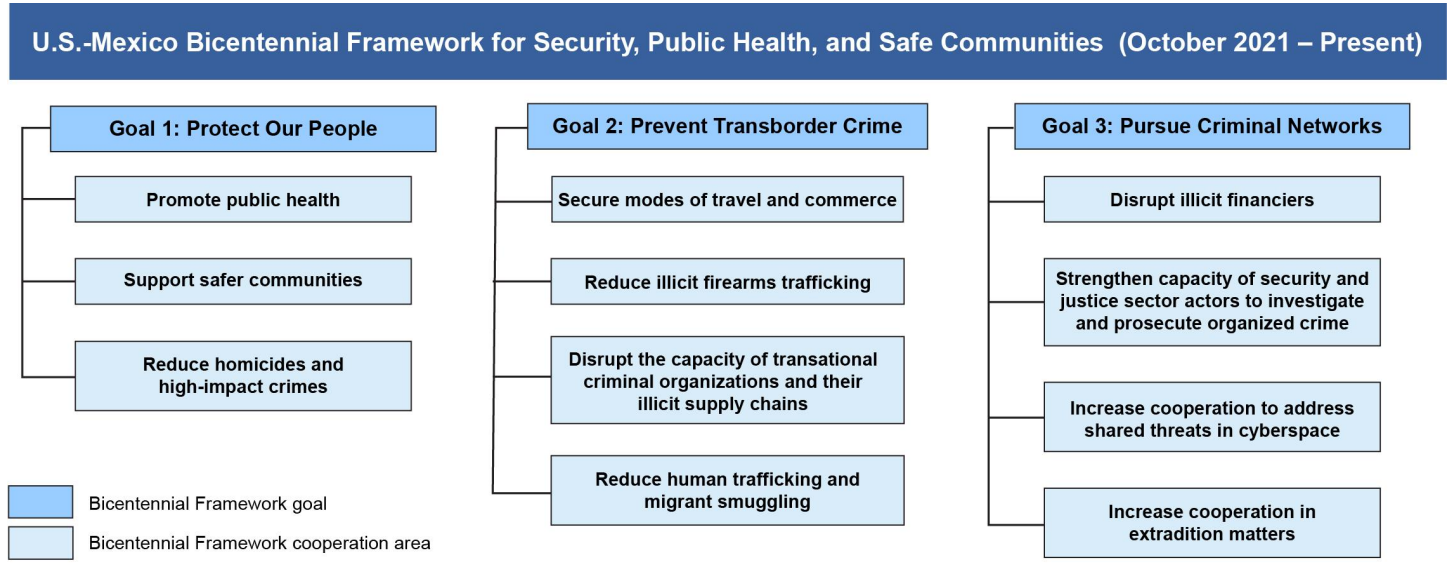 U.S.-Mexico Bicentennial Framework for Security, Public Health, and Safe Communities (October 2021 – Present)
Goal 1: Protect Our People
Promote public health
Support safer communities
Reduce homicides and
high-impact crimes
Goal 2: Prevent Transborder Crime
Secure modes of travel and commerce
Reduce illicit firearms trafficking
Disrupt the capacity of transational
criminal organizations and their
illicit supply chains
Reduce human trafficking and
migrant smuggling
Goal 3: Pursue Criminal Networks
Disrupt illicit financiers
Strengthen capacity of security and
justice sector actors to investigate
and prosecute organized crime
Increase cooperation to address
shared threats in cyberspace
Increase cooperation in
extradition matters
Bicentennial Framework goal
Bicentennial Framework cooperation area